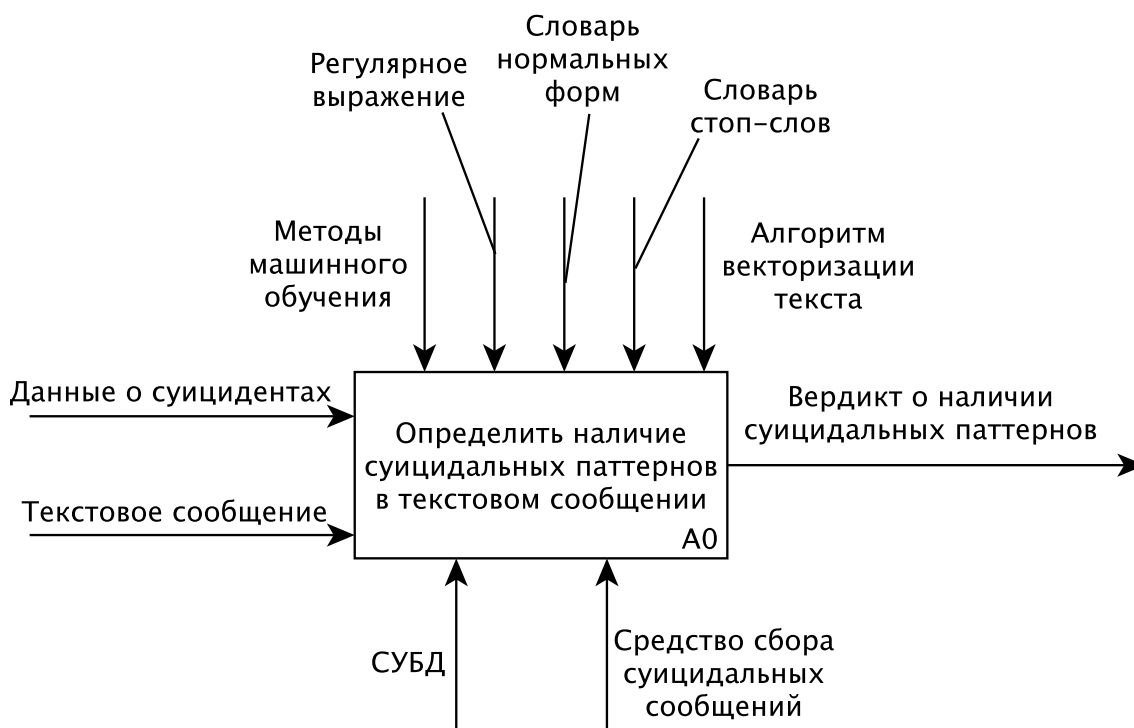 Словарь
нормальных
форм
Регулярное
выражение
Словарь
стоп-слов
Методы
машинного
обучения
Алгоритм
векторизации
текста
Данные о суицидентах
Вердикт о наличии
суицидальных паттернов
Определить наличие
суицидальных паттернов
в текстовом сообщении
Текстовое сообщение
A0
СУБД
Средство сбора
суицидальных
сообщений